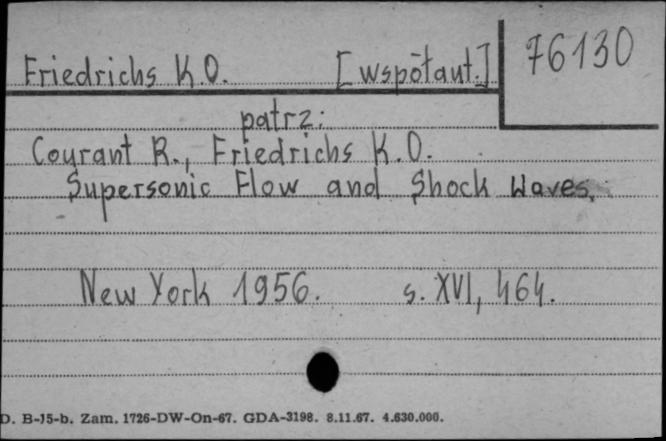 Friedrichs K.O. [współaut.] 76130
patrz:
Courant R., Friedrichs K.O.
Supersonic Flow and Shock Waves.
New York 1956. s. XVI, 464.
D. B-15-b. Zam. 1726-DW-On-67. GDA-3198. 8.11.67. 4.630.000.